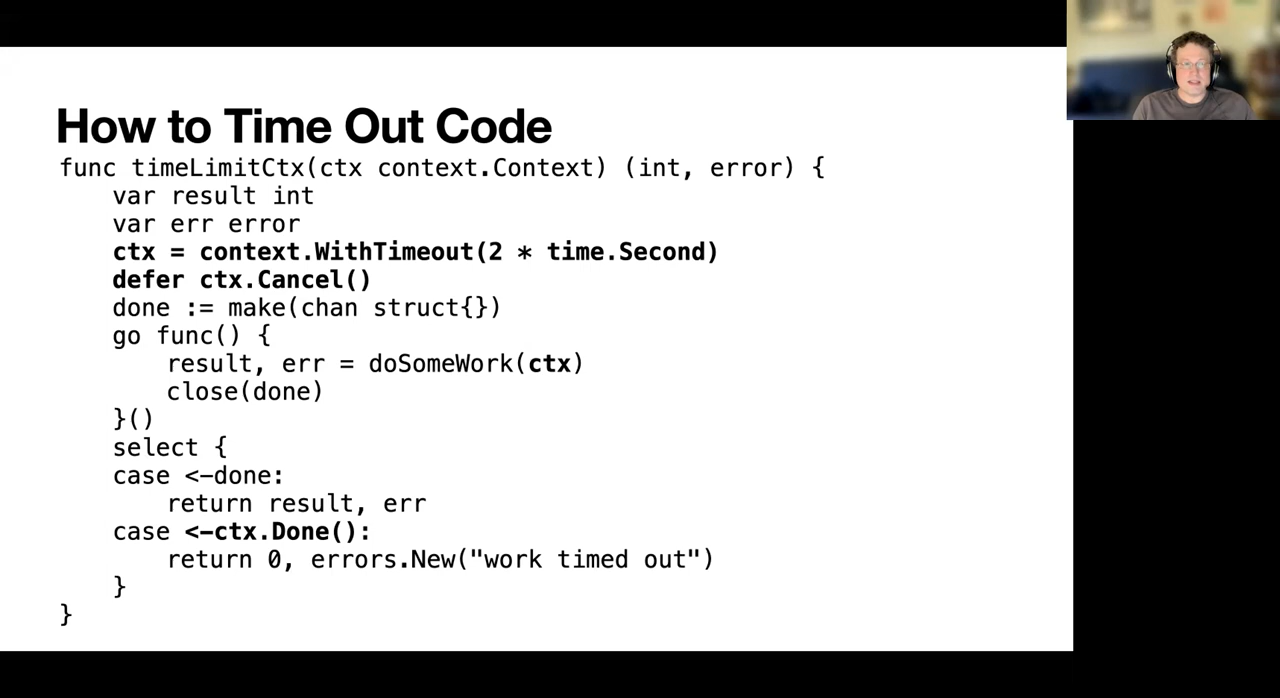 How to Time Out Code
func timeLimitCtx(ctx context.Context) (int, error) {
    var result int
    var err error
    ctx = context.WithTimeout(2 * time.Second)
    defer ctx.Cancel()
    done := make(chan struct{})
    go func() {
        result, err = doSomeWork(ctx)
        close(done)
    }()
    select {
    case <-done:
        return result, err
    case <-ctx.Done():
        return 0, errors.New("work timed out")
    }
}